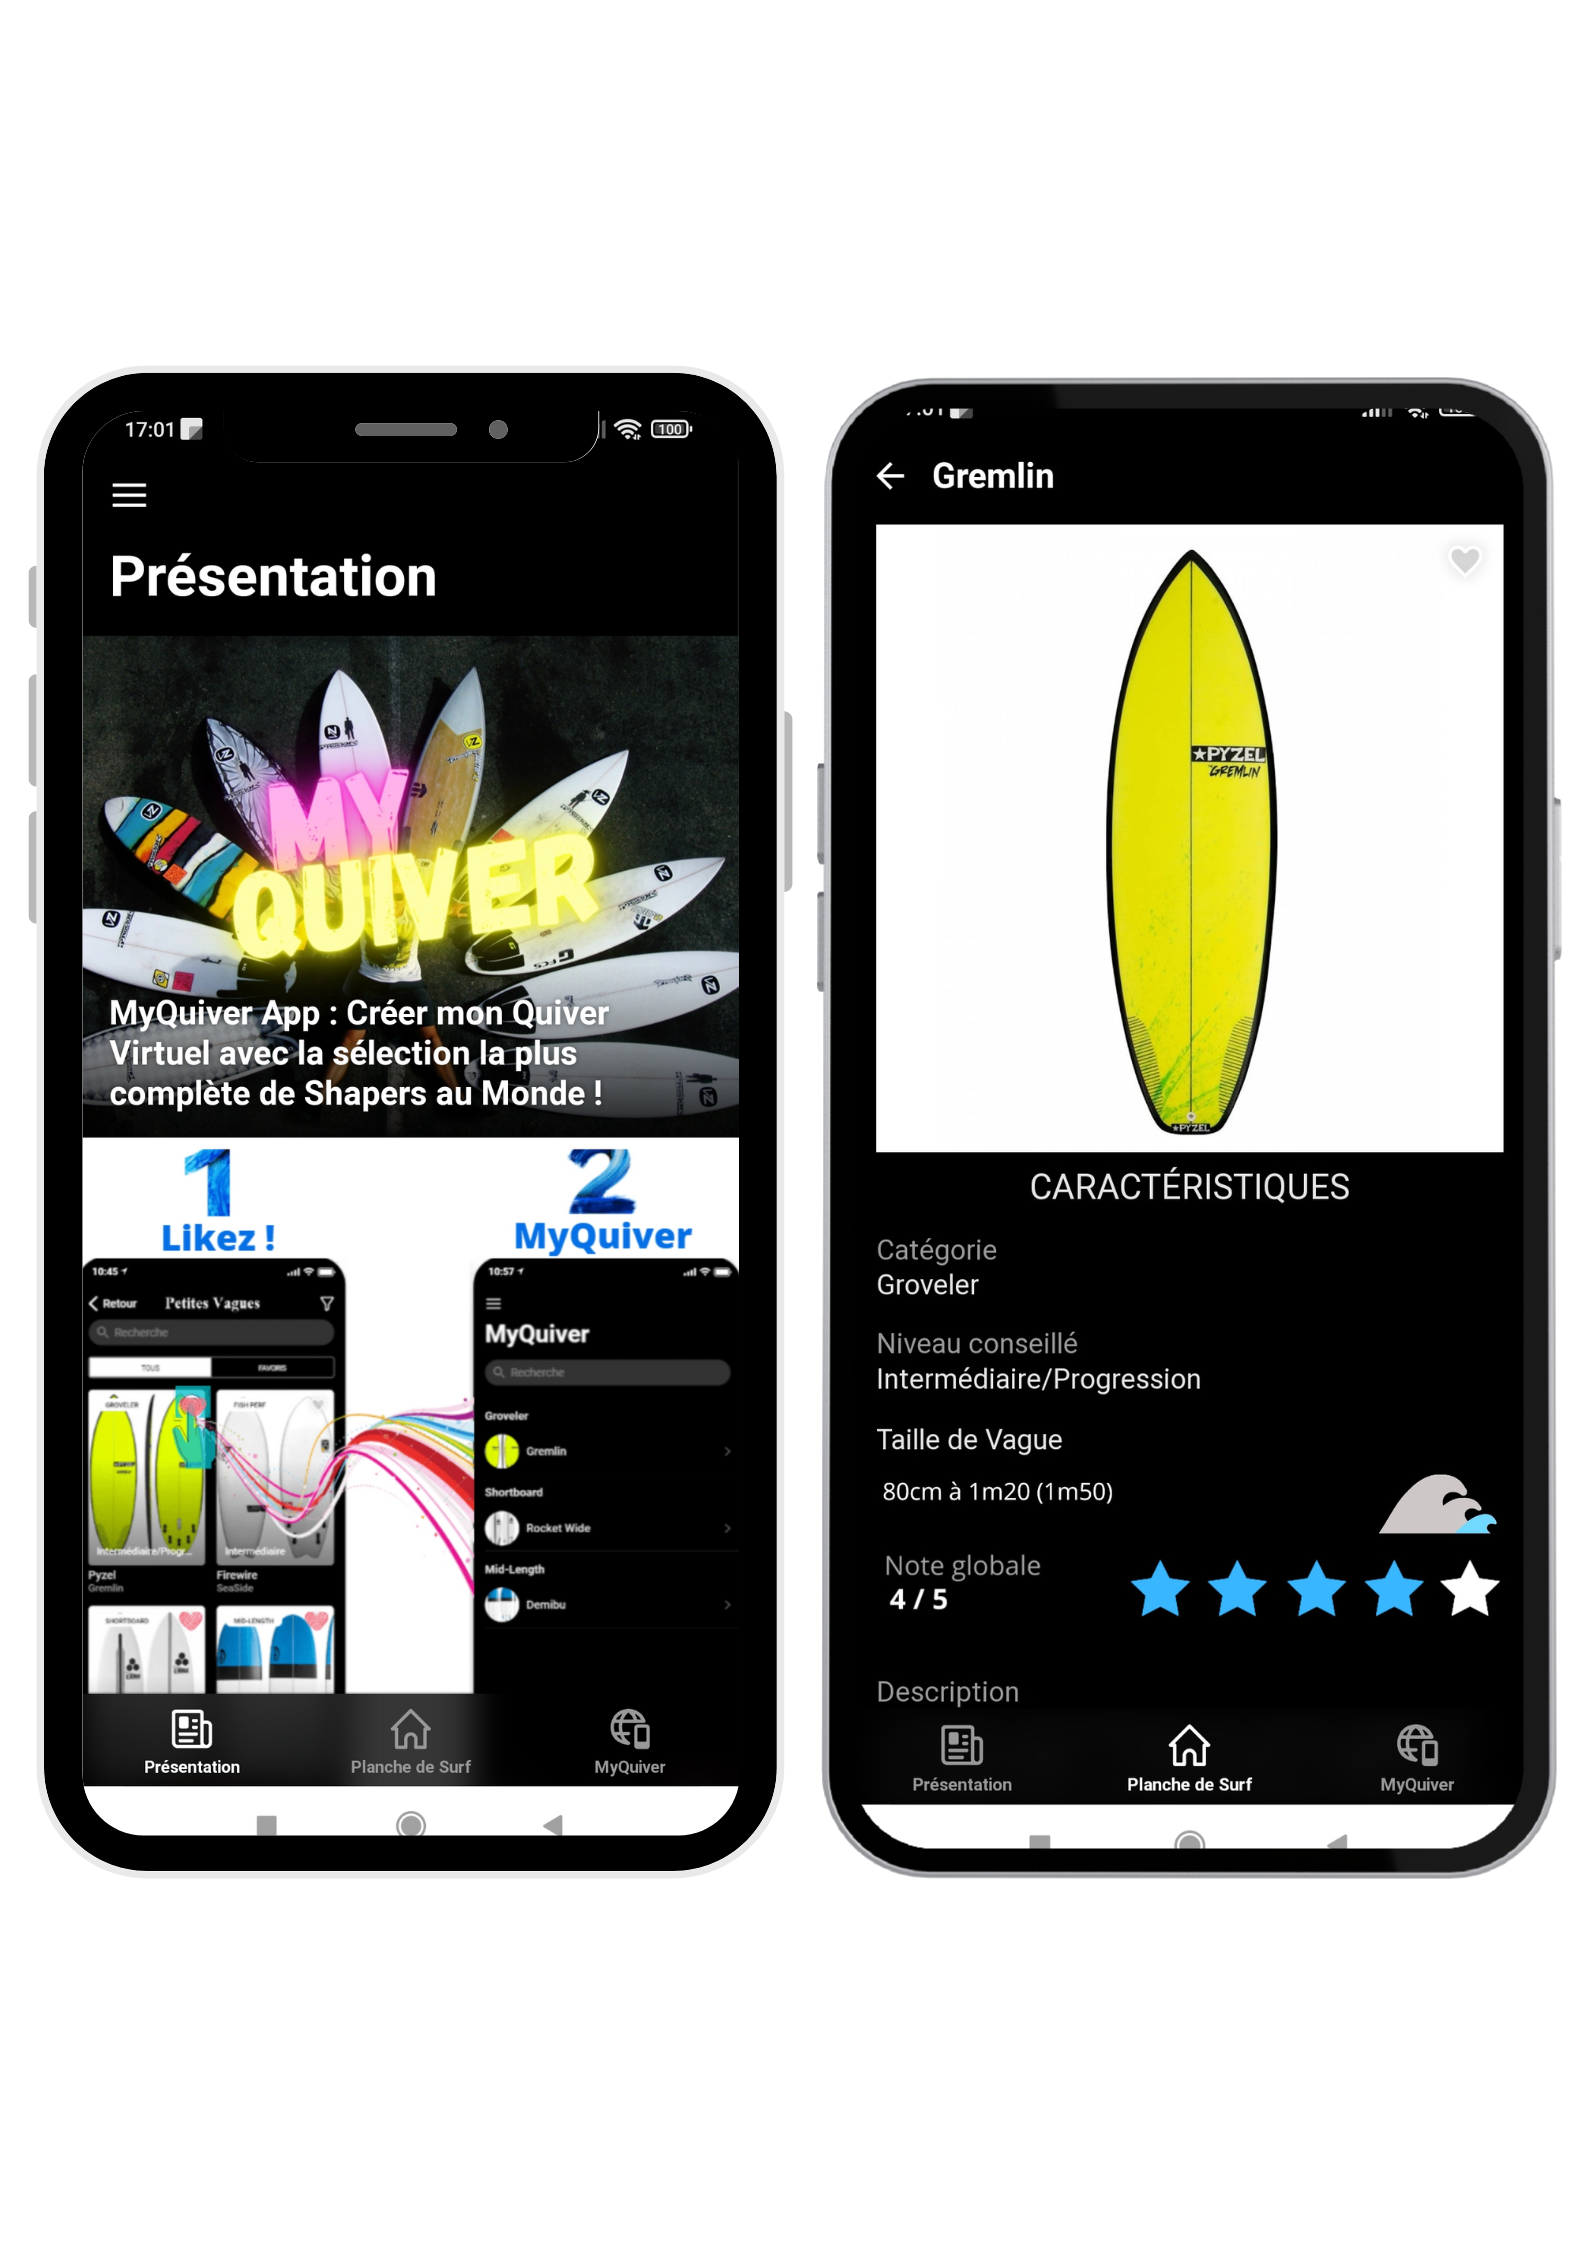 17:01
100
Présentation
MY
QUIVER
MyQuiver App : Créer mon Quiver
Virtuel avec la sélection la plus
complète de Shapers au Monde !
1
Likez !
2
MyQuiver
10:45
Retour
Petites Vagues
Recherche
TOUS
FAVORIS
GROVELER
FISH PERF
Intermédiaire/Progr...
Intermédiaire
Pyzel
Gremlin
Firewire
SeaSide
SHORTBOARD
MID-LENGTH
10:57
MyQuiver
Recherche
Groveler
Gremlin
Shortboard
Rocket Wide
Mid-Length
Demibu
Présentation
Planche de Surf
MyQuiver
Gremlin
PYZEL
GREMLIN
PYZEL
CARACTÉRISTIQUES
Catégorie
Groveler
Niveau conseillé
Intermédiaire/Progression
Taille de Vague
80cm à 1m20 (1m50)
Note globale
4 / 5
Description
Présentation
Planche de Surf
MyQuiver